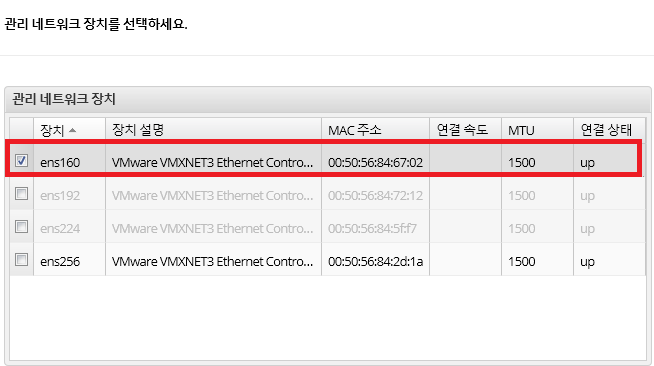 관리 네트워크 장치를 선택하세요.
관리 네트워크 장치
장치 장치 설명 MAC 주소 연결 속도 MTU 연결 상태
ens160 VMware VMXNET3 Ethernet Contro... 00:50:56:84:67:02 1500 up
ens192 VMware VMXNET3 Ethernet Contro... 00:50:56:84:72:12 1500 up
ens224 VMware VMXNET3 Ethernet Contro... 00:50:56:84:5f:f7 1500 up
ens256 VMware VMXNET3 Ethernet Contro... 00:50:56:84:2d:1a 1500 up